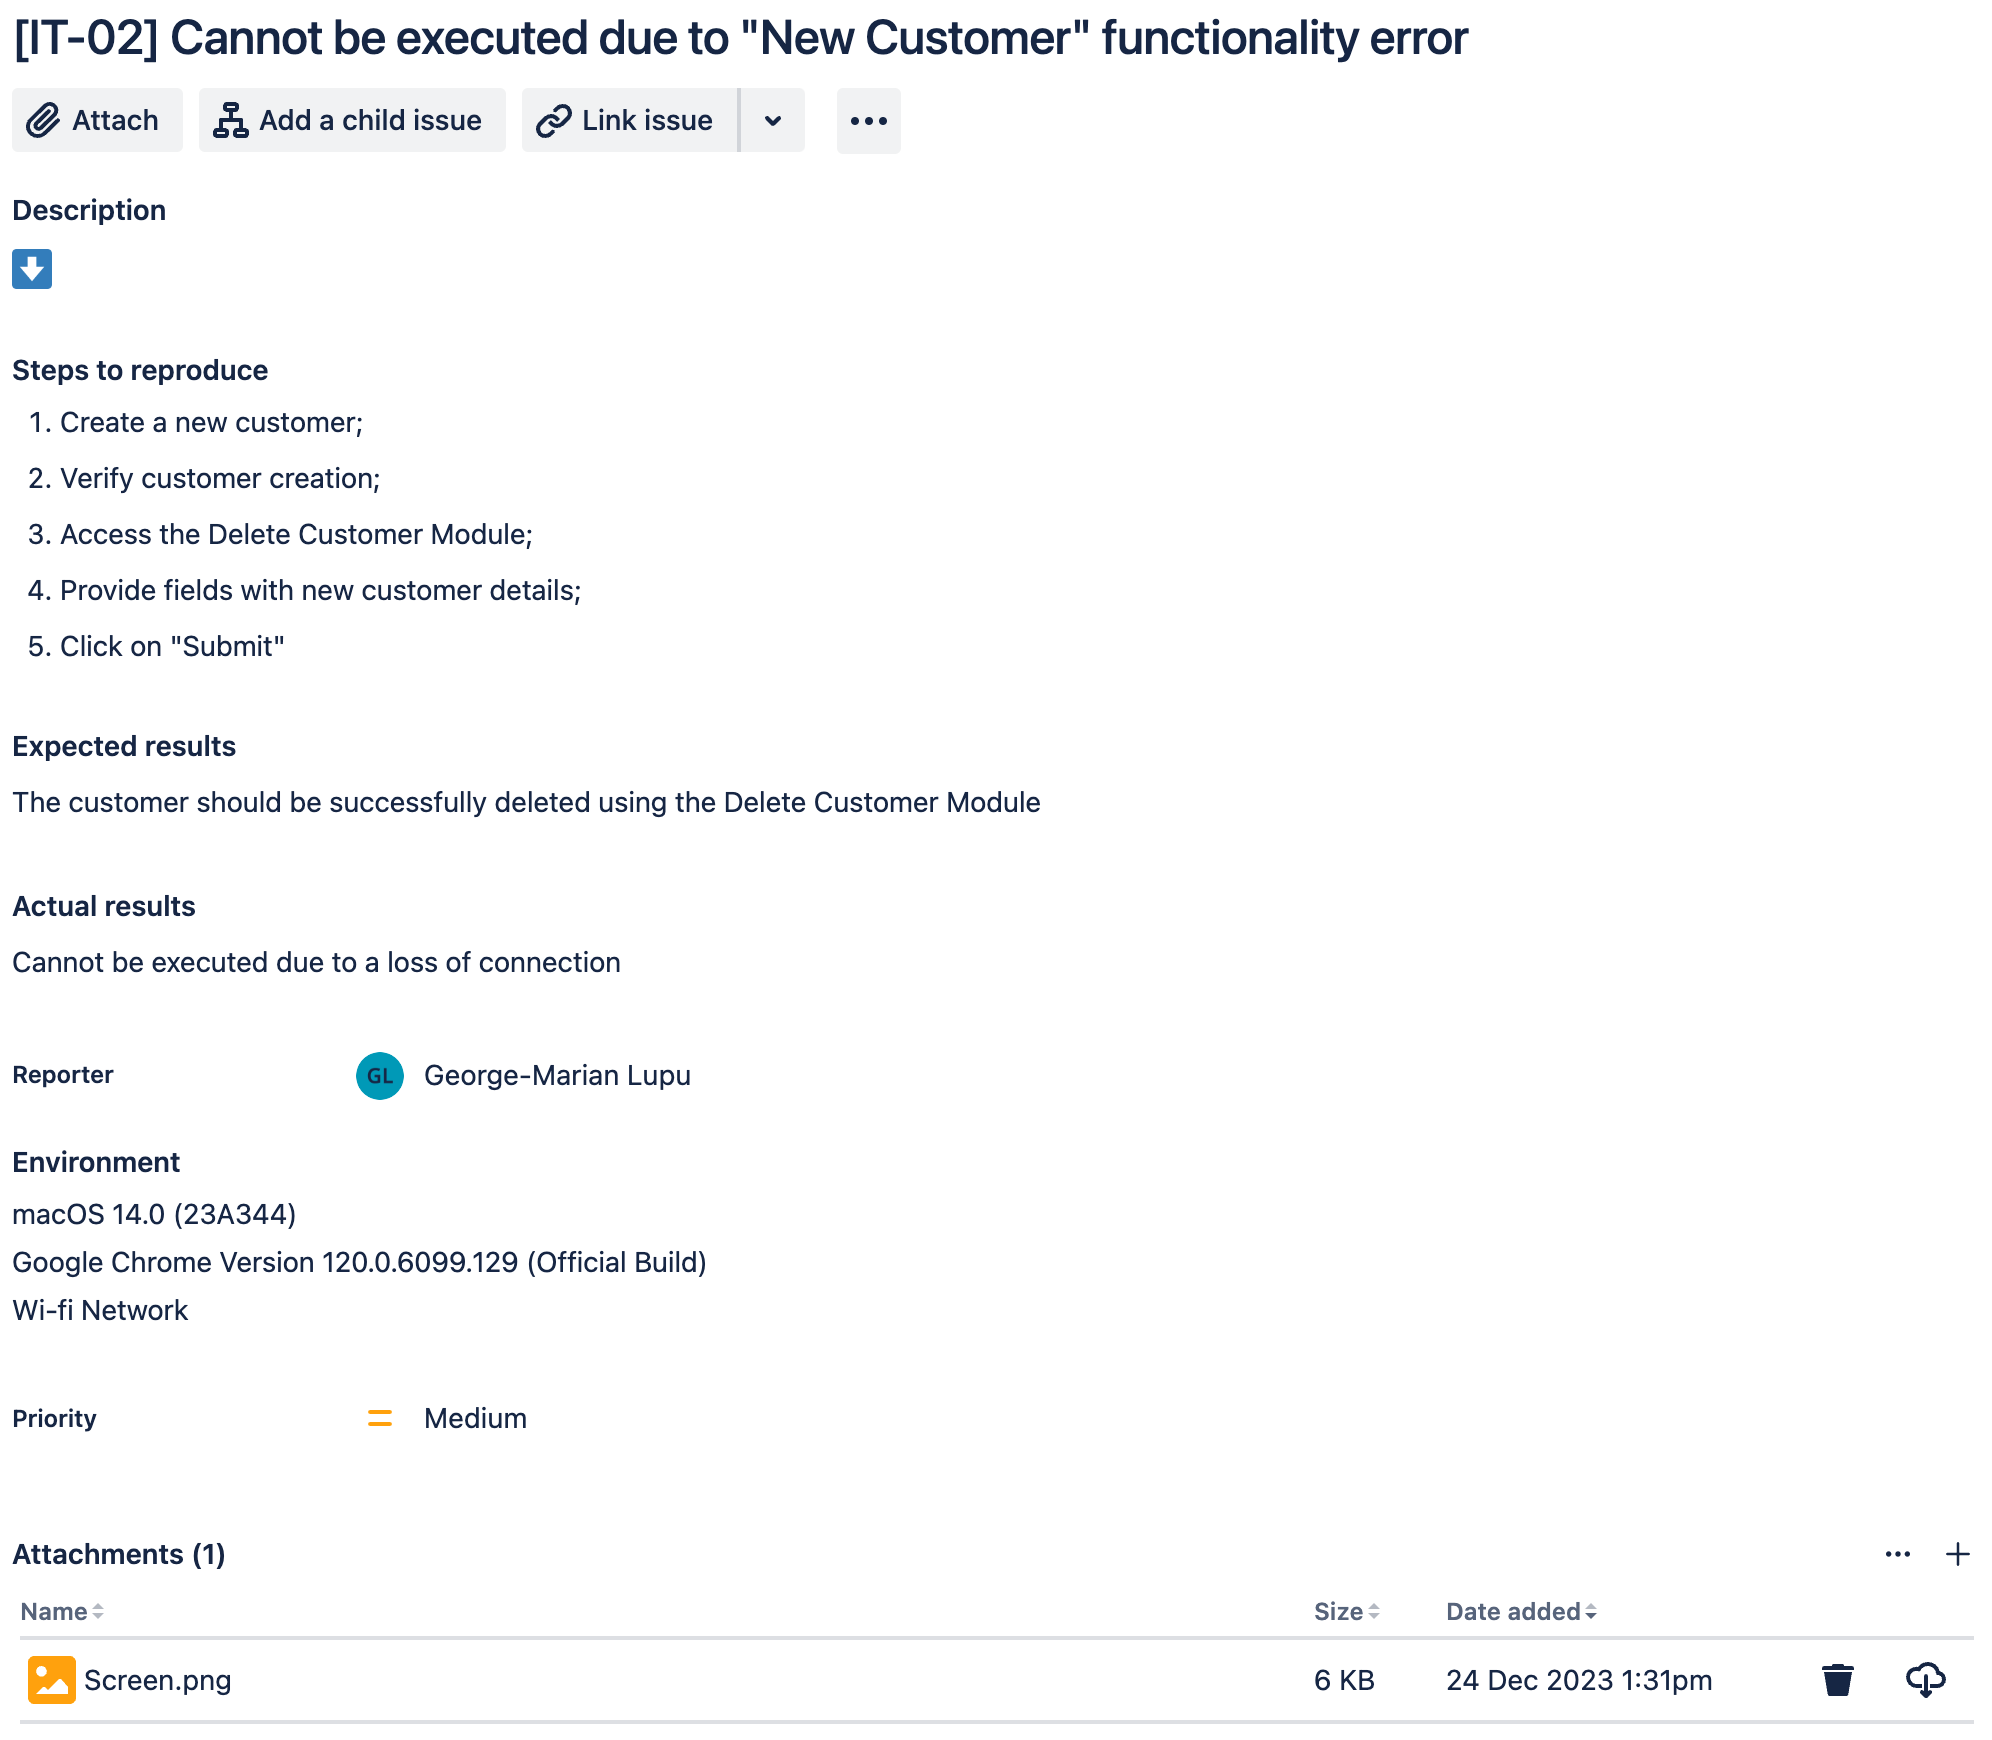 [IT-02] Cannot be executed due to "New Customer" functionality error
Attach Add a child issue Link issue
Description
Steps to reproduce
1. Create a new customer;
2. Verify customer creation;
3. Access the Delete Customer Module;
4. Provide fields with new customer details;
5. Click on "Submit"
Expected results
The customer should be successfully deleted using the Delete Customer Module
Actual results
Cannot be executed due to a loss of connection
Reporter GL George-Marian Lupu
Environment
macOS 14.0 (23A344)
Google Chrome Version 120.0.6099.129 (Official Build)
Wi-fi Network
Priority Medium
Attachments (1)
Name Size Date added
Screen.png 6 KB 24 Dec 2023 1:31pm